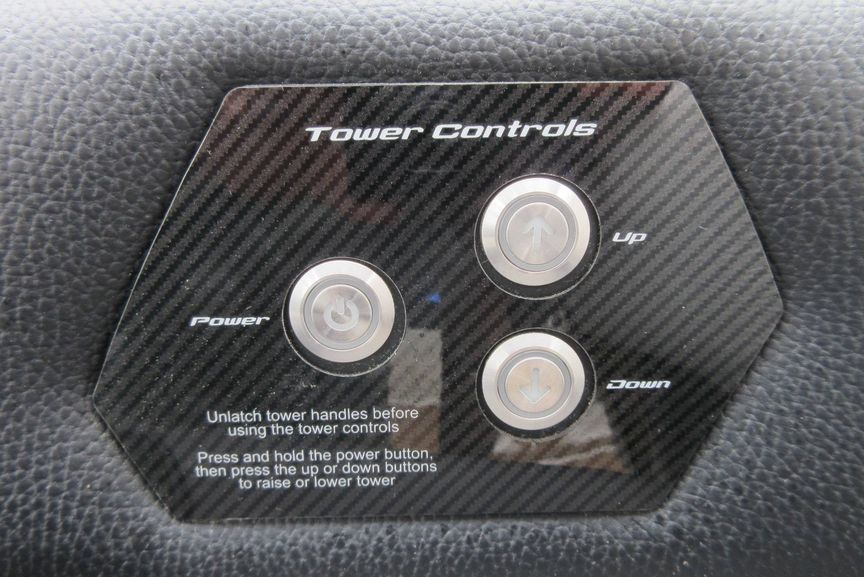 Tower Controls
Up
Power
Down
Unlatch tower handles before
using the tower controls
Press and hold the power button,
then press the up or down buttons
to raise or lower tower